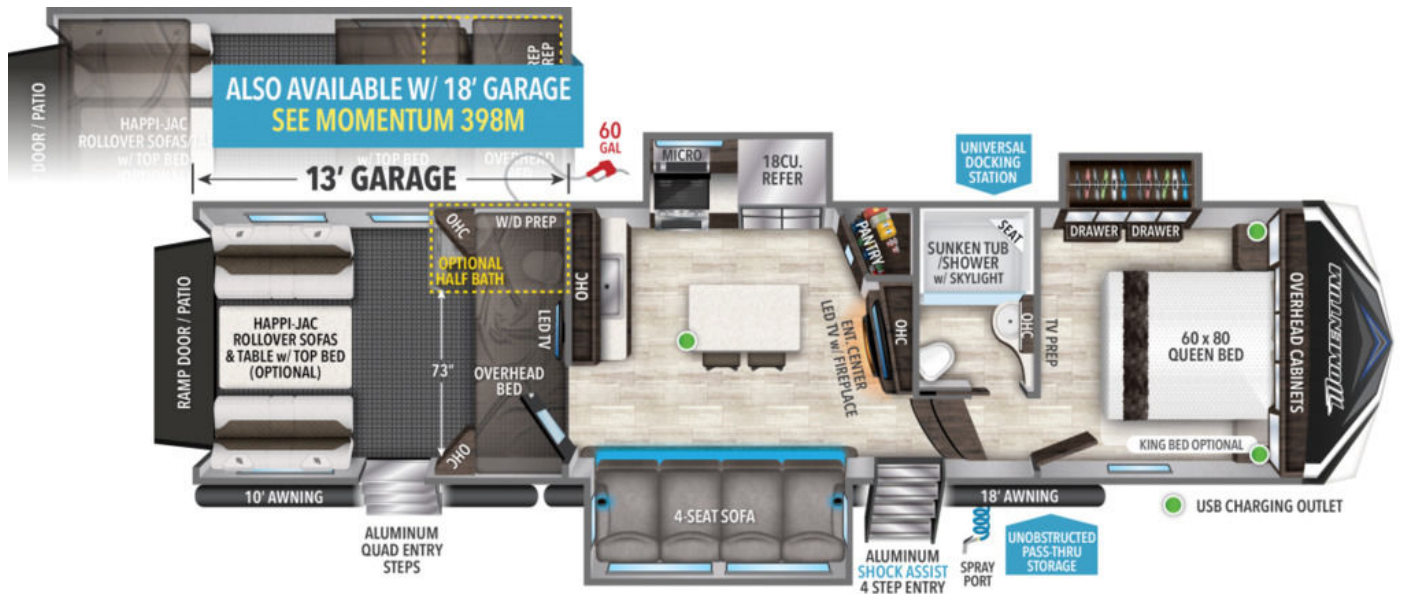 ALSO AVAILABLE W/ 18' GARAGE
SEE MOMENTUM 398M
DOOR / PATIO
HAPPI-JAC
ROLLOVER SOFAS
w/ TOP BED
w/ TOP BED
OVERHEAD
13' GARAGE
60
GAL
MICRO
18CU.
REFER
UNIVERSAL
DOCKING
STATION
RAMP DOOR / PATIO
OHC
W/D PREP
OPTIONAL
HALF BATH
HAPPI-JAC
ROLLOVER SOFAS
& TABLE w/ TOP BED
(OPTIONAL)
73"
OVERHEAD
BED
LED TV
OHC
OHC
PANTRY
ENT. CENTER
LED TV w/ FIREPLACE
OHC
SUNKEN TUB
/SHOWER
w/ SKYLIGHT
SEAT
OHC
TV PREP
DRAWER
DRAWER
60 x 80
QUEEN BED
KING BED OPTIONAL
OVERHEAD CABINETS
MOMENTUM
10' AWNING
ALUMINUM
QUAD ENTRY
STEPS
4-SEAT SOFA
ALUMINUM
SHOCK ASSIST
4 STEP ENTRY
18' AWNING
SPRAY
PORT
UNOBSTRUCTED
PASS-THRU
STORAGE
USB CHARGING OUTLET